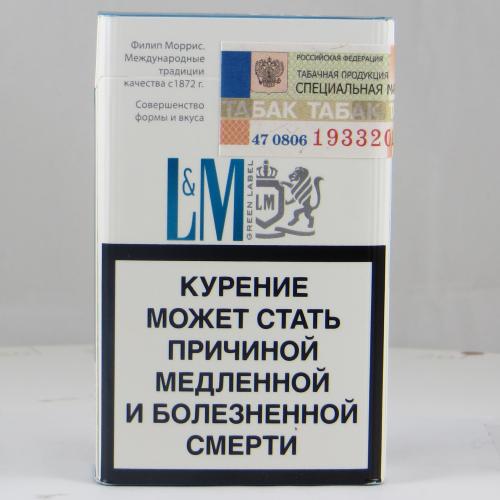 Филип Моррис.
Международные
традиции
качества с1872 г.
Совершенство
формы и вкуса
РОССИЙСКАЯ ФЕДЕРАЦИЯ
ТАБАЧНАЯ ПРОДУКЦИЯ
СПЕЦИАЛЬНАЯ
ТАБАК ТАБАК Т
47 0806 193320
L&M
GREEN LABEL
LM
КУРЕНИЕ
МОЖЕТ СТАТЬ
ПРИЧИНОЙ
МЕДЛЕННОЙ
И БОЛЕЗНЕННОЙ
СМЕРТИ